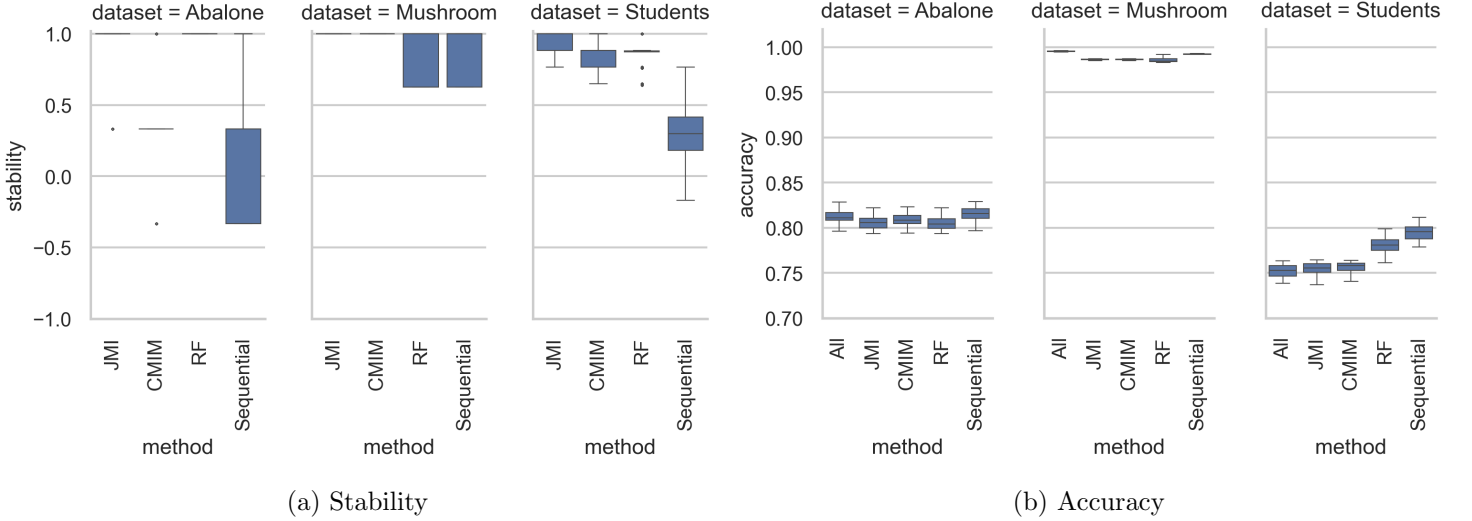 dataset = Abalone
dataset = Mushroom
dataset = Students
stability
1.0
0.5
0.0
−0.5
−1.0
JMI
CMIM
RF
Sequential
JMI
CMIM
RF
Sequential
JMI
CMIM
RF
Sequential
method
method
method
(a) Stability
dataset = Abalone
dataset = Mushroom
dataset = Students
accuracy
1.00
0.95
0.90
0.85
0.80
0.75
0.70
All
JMI
CMIM
RF
Sequential
All
JMI
CMIM
RF
Sequential
All
JMI
CMIM
RF
Sequential
method
method
method
(b) Accuracy